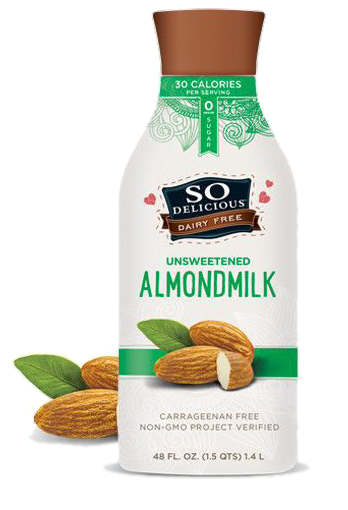 30 CALORIES
PER SERVING
0
SUGAR
SO
DELICIOUS
DAIRY FREE
UNSWEETENED
ALMONDMILK
CARRAGEENAN FREE
NON-GMO PROJECT VERIFIED
48 FL. OZ. (1.5 QTS) 1.4 L